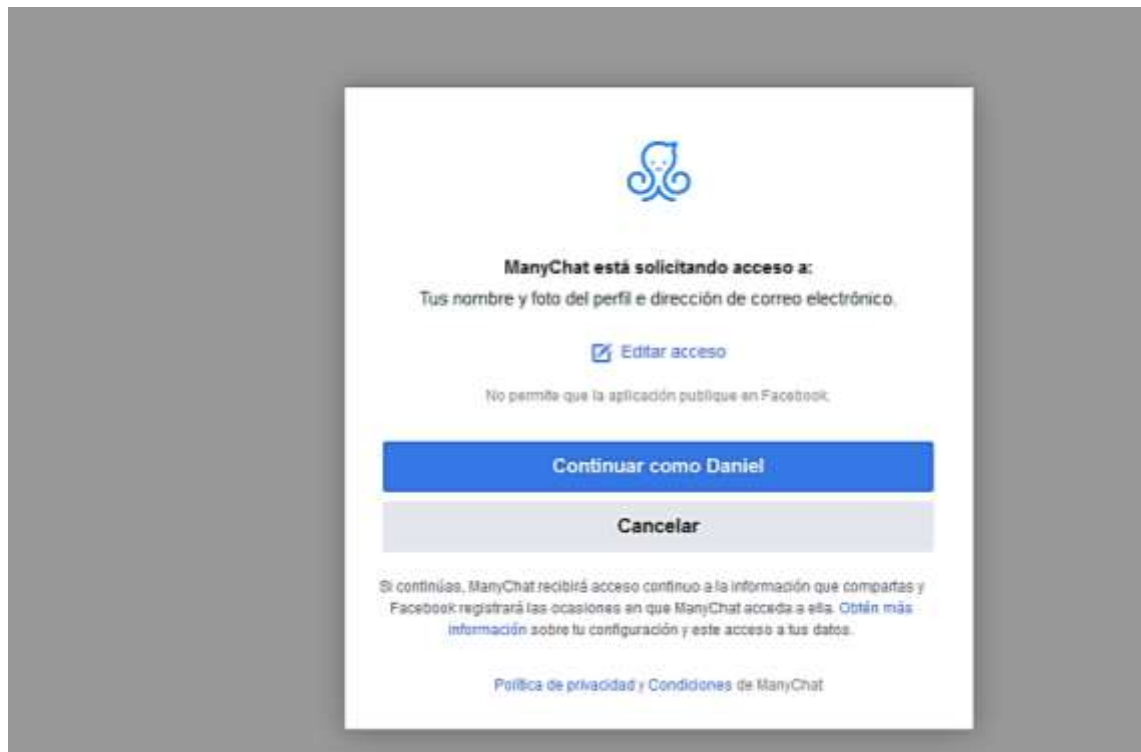 ManyChat está solicitando acceso a:
Tus nombre y foto del perfil e dirección de correo electrónico.
Editar acceso
No permite que la aplicación publique en Facebook.
Continuar como Daniel
Cancelar
Si continúas, ManyChat recibirá acceso continuo a la información que compartas y
Facebook registrará las ocasiones en que ManyChat acceda a ella. Obtén más
información sobre tu configuración y este acceso a tus datos.
Política de privacidad y Condiciones de ManyChat